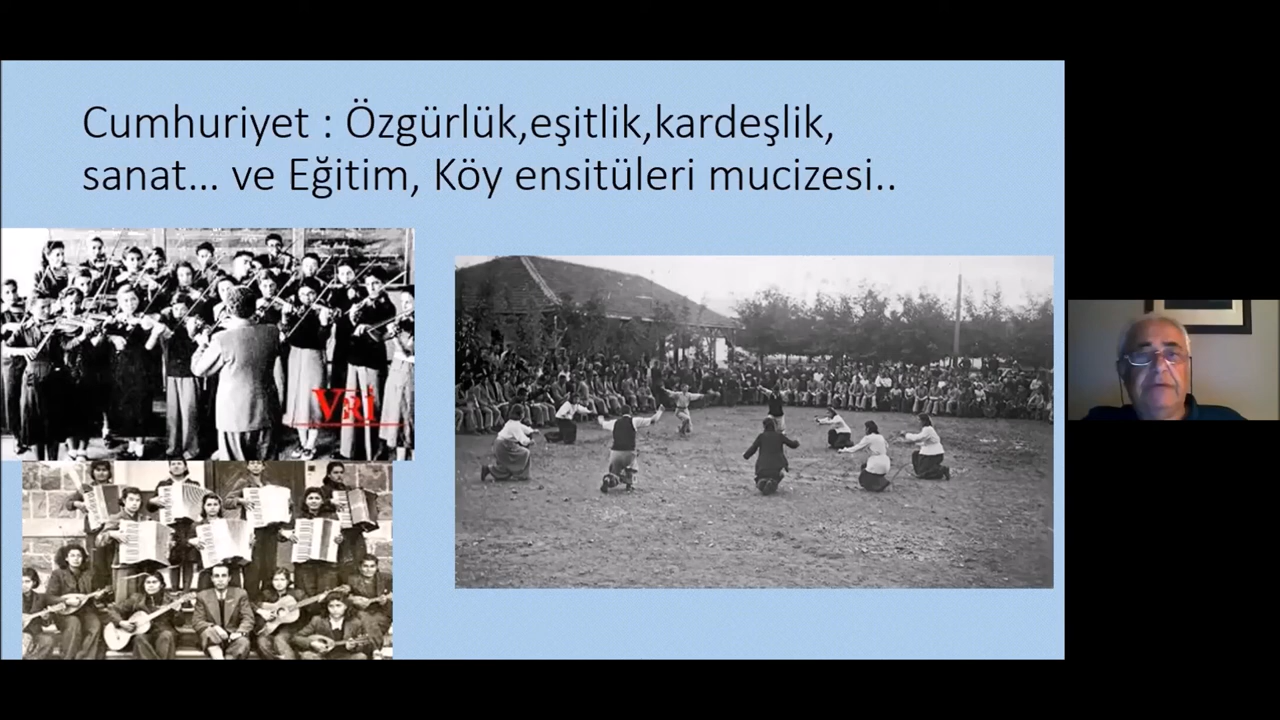 Cumhuriyet : Özgürlük,eşitlik,kardeşlik,
sanat... ve Eğitim, Köy ensitüleri mucizesi..
VRİ